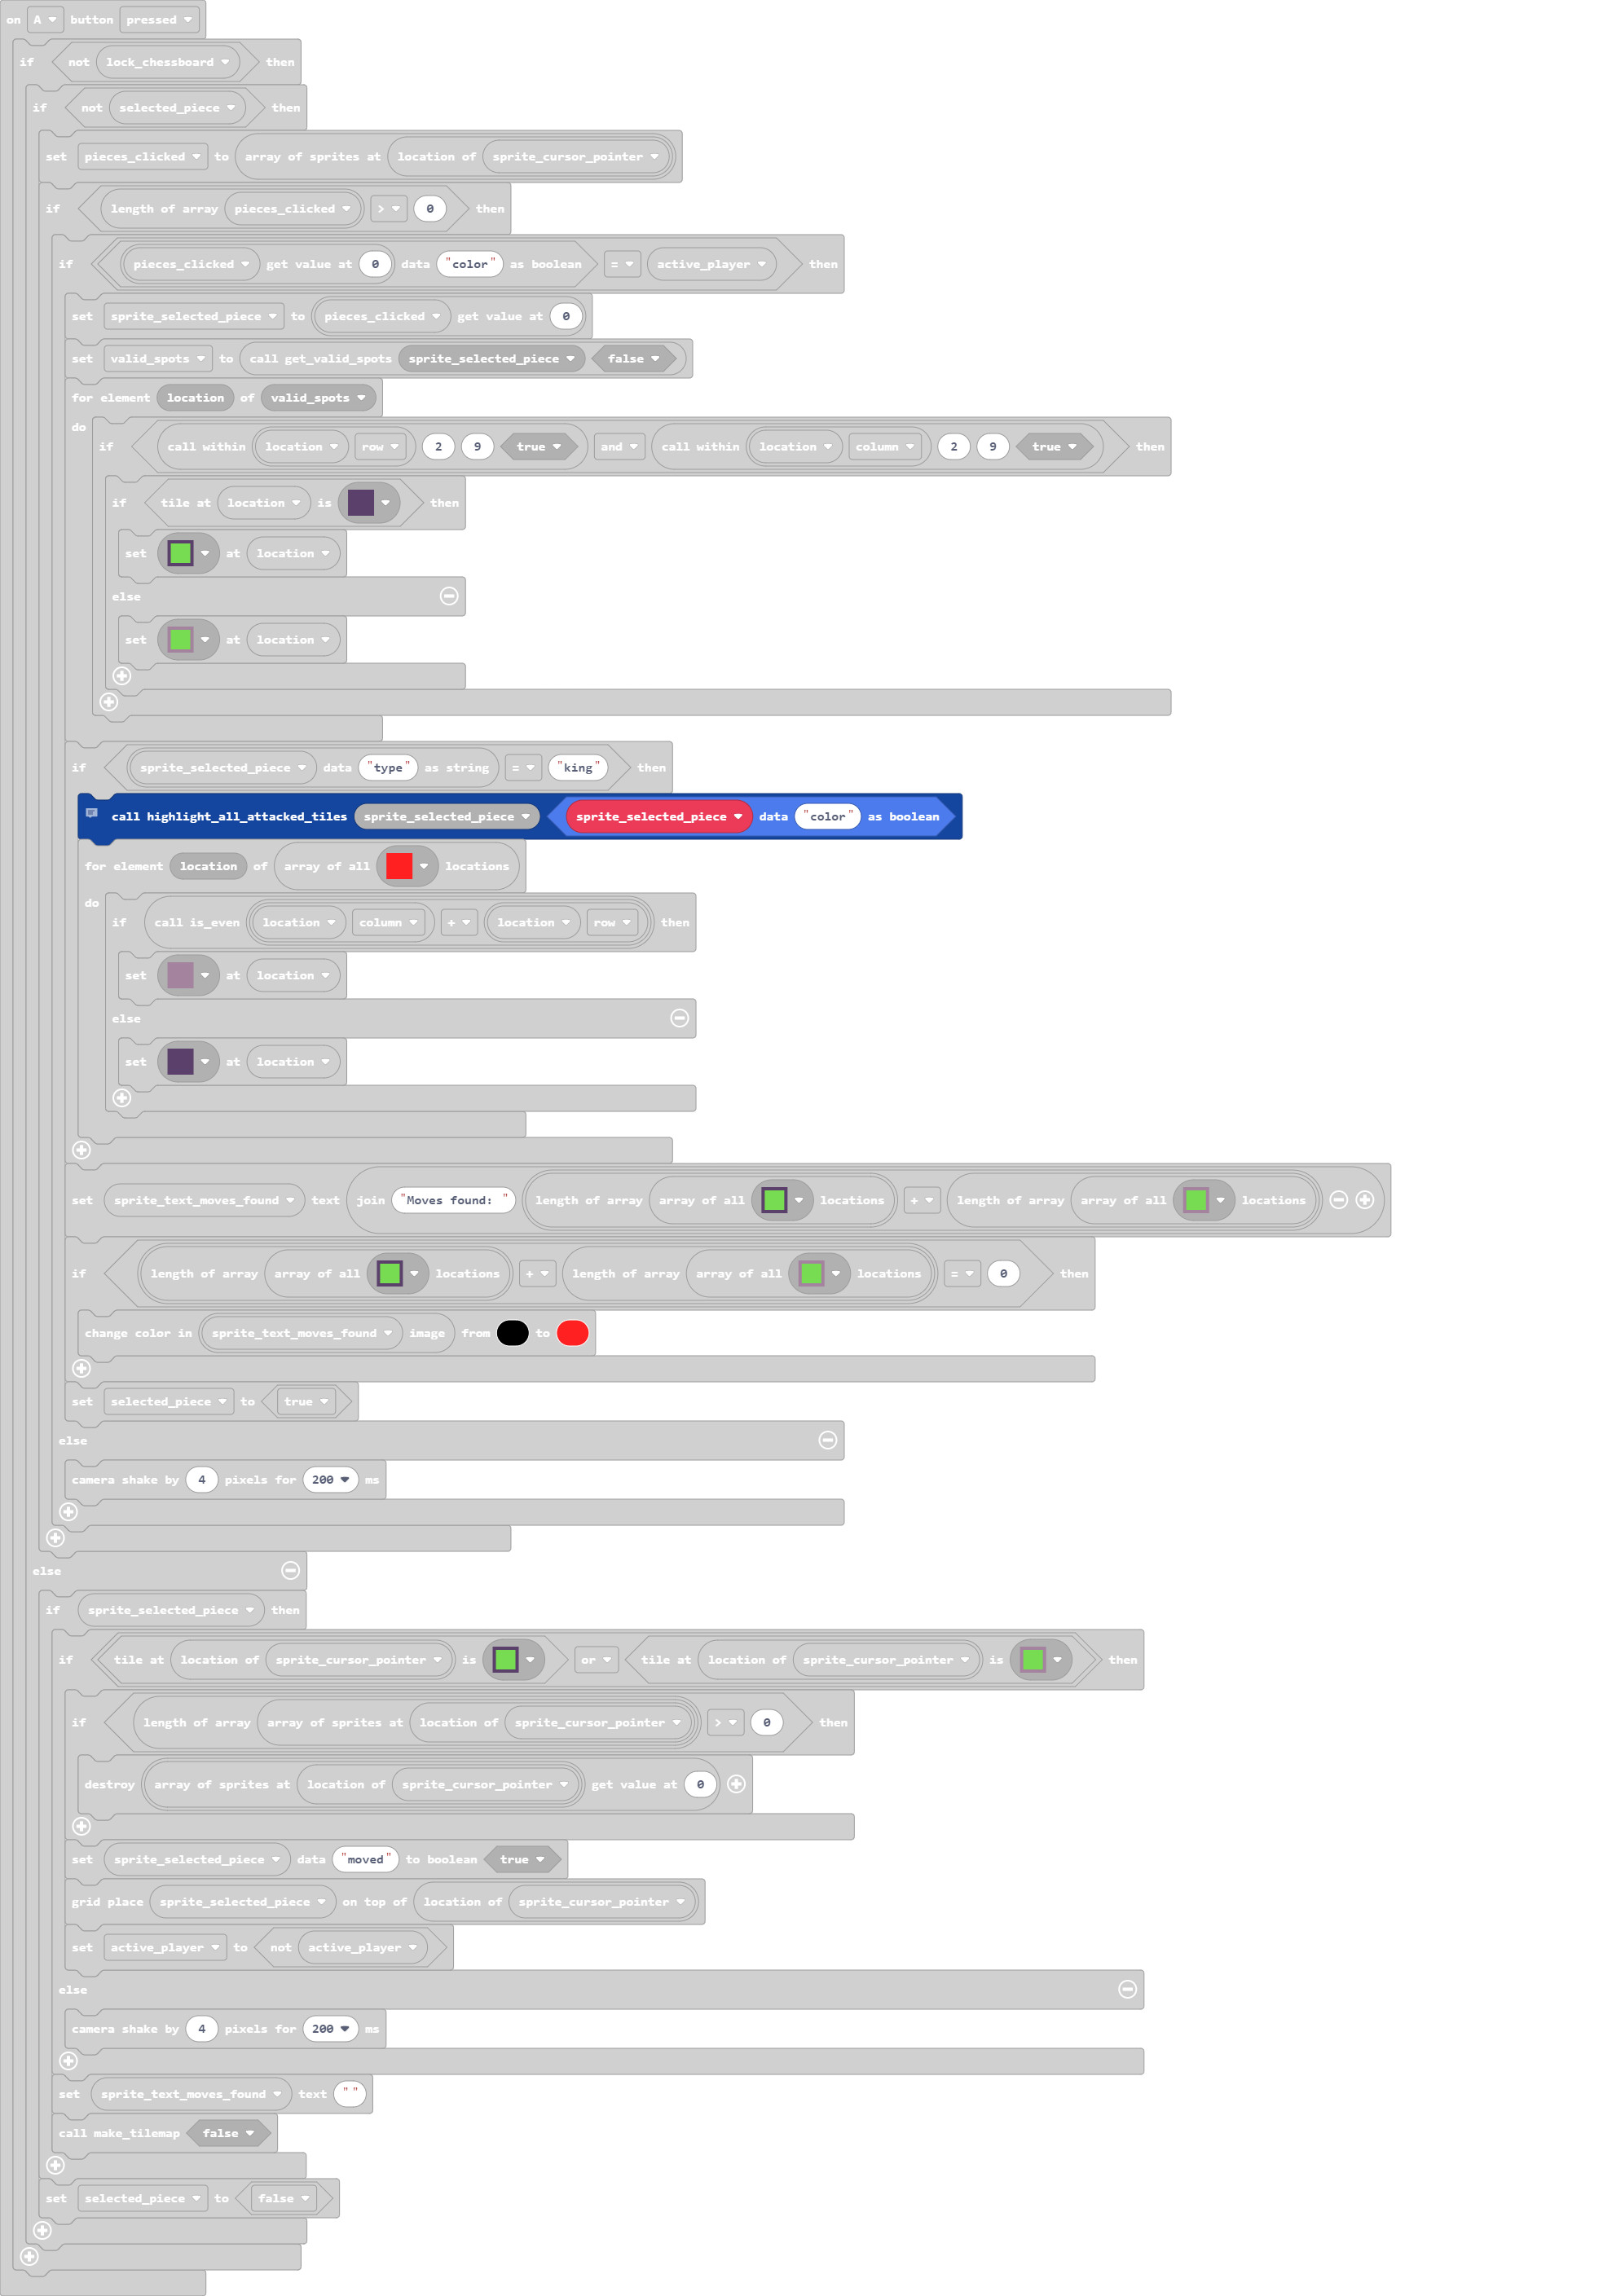 on A button pressed
if not lock_chessboard then
if not selected_piece then
set pieces_clicked to array of sprites at location of sprite_cursor_pointer
if length of array pieces_clicked > 0 then
if pieces_clicked get value at 0 data "color" as boolean = active_player then
set sprite_selected_piece to pieces_clicked get value at 0
set valid_spots to call get_valid_spots sprite_selected_piece false
for element location of valid_spots
do
if call within location row 2 9 true and call within location column 2 9 true then
if tile at location is then
set at location
else
set at location
if sprite_selected_piece data "type" as string = "king" then
call highlight_all_attacked_tiles sprite_selected_piece sprite_selected_piece data "color" as boolean
for element location of array of all locations
do
if call is_even location column + location row then
set at location
else
set at location
set sprite_text_moves_found text join "Moves found: " length of array array of all locations + length of array array of all locations
if length of array array of all locations + length of array array of all locations = 0 then
change color in sprite_text_moves_found image from to
set selected_piece to true
else
camera shake by 4 pixels for 200 ms
else
if sprite_selected_piece then
if tile at location of sprite_cursor_pointer is or tile at location of sprite_cursor_pointer is then
if length of array array of sprites at location of sprite_cursor_pointer > 0 then
destroy array of sprites at location of sprite_cursor_pointer get value at 0
set sprite_selected_piece data "moved" to boolean true
grid place sprite_selected_piece on top of location of sprite_cursor_pointer
set active_player to not active_player
else
camera shake by 4 pixels for 200 ms
set sprite_text_moves_found text " "
call make_tilemap false
set selected_piece to false